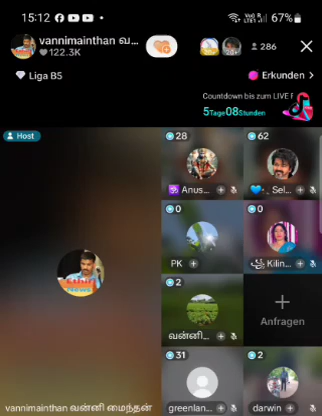 15:12
67%
vannimainthan வ...
122.3K
286
Liga B5
Erkunden >
Countdown bis zum LIVE F
5Tage08Stunden
Host
28
Anus...
62
Sel...
0
PK
0
Kilin...
2
வன்னி...
Anfragen
31
greenlan...
2
darwin
vannimainthan வன்னி மைந்தன்